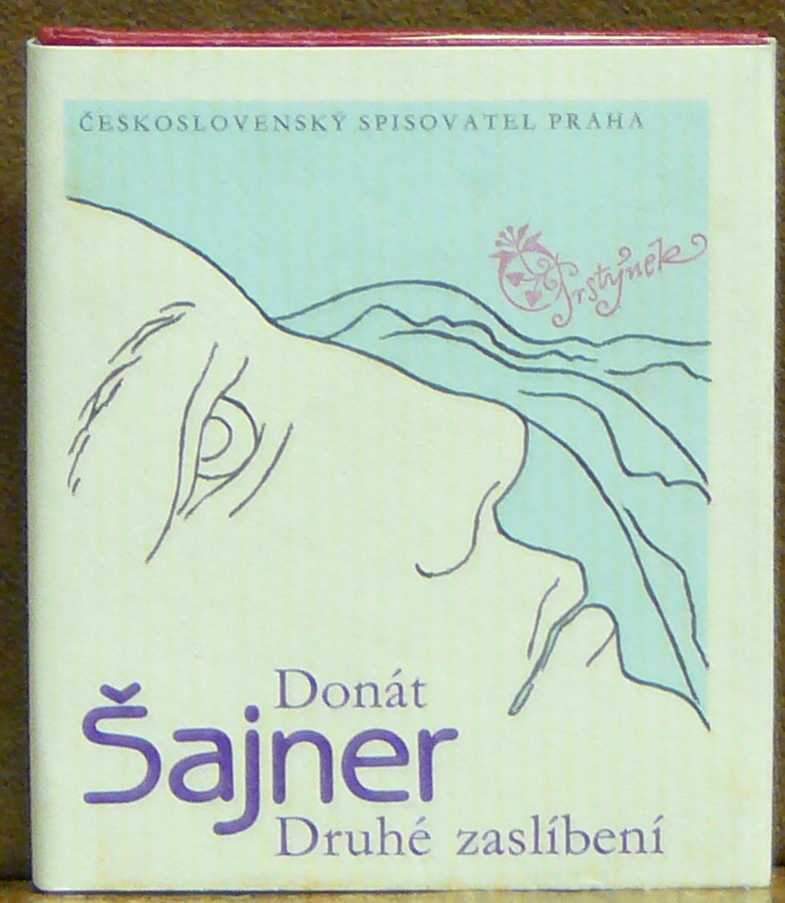 ČESKOSLOVENSKÝ SPISOVATEL PRAHA
Prstýnek
Donát
Šajner
Druhé zaslíbení